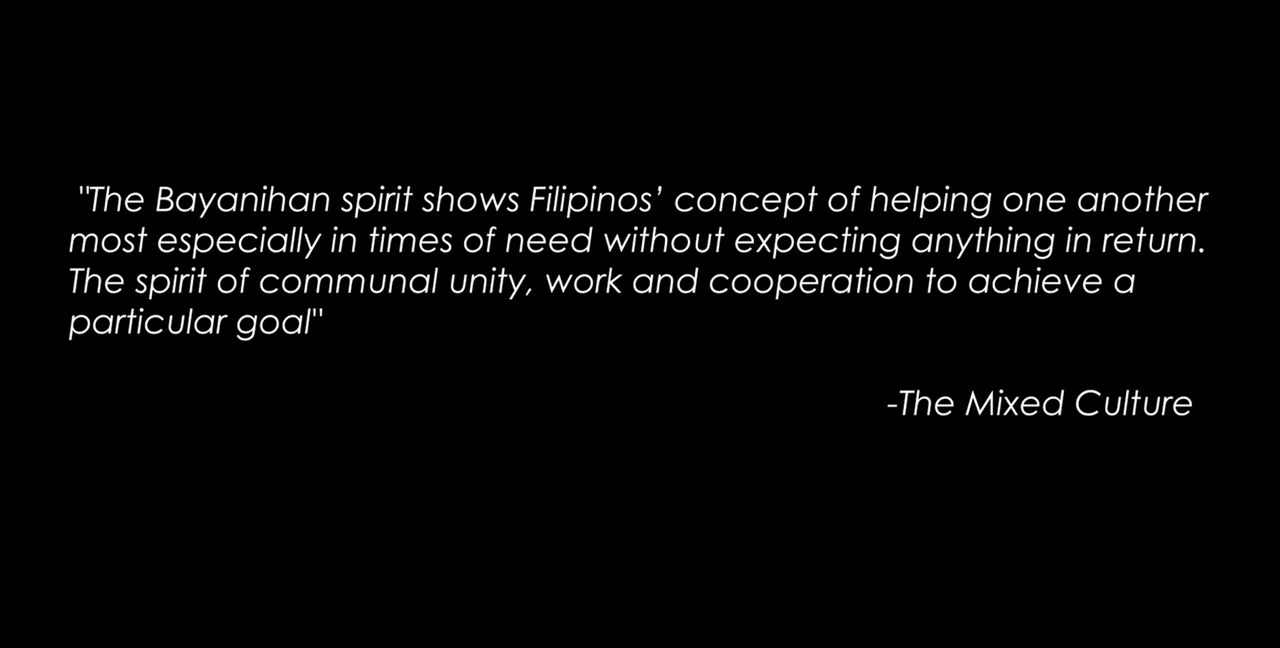 "The Bayanihan spirit shows Filipinos’ concept of helping one another
most especially in times of need without expecting anything in return.
The spirit of communal unity, work and cooperation to achieve a
particular goal"
-The Mixed Culture